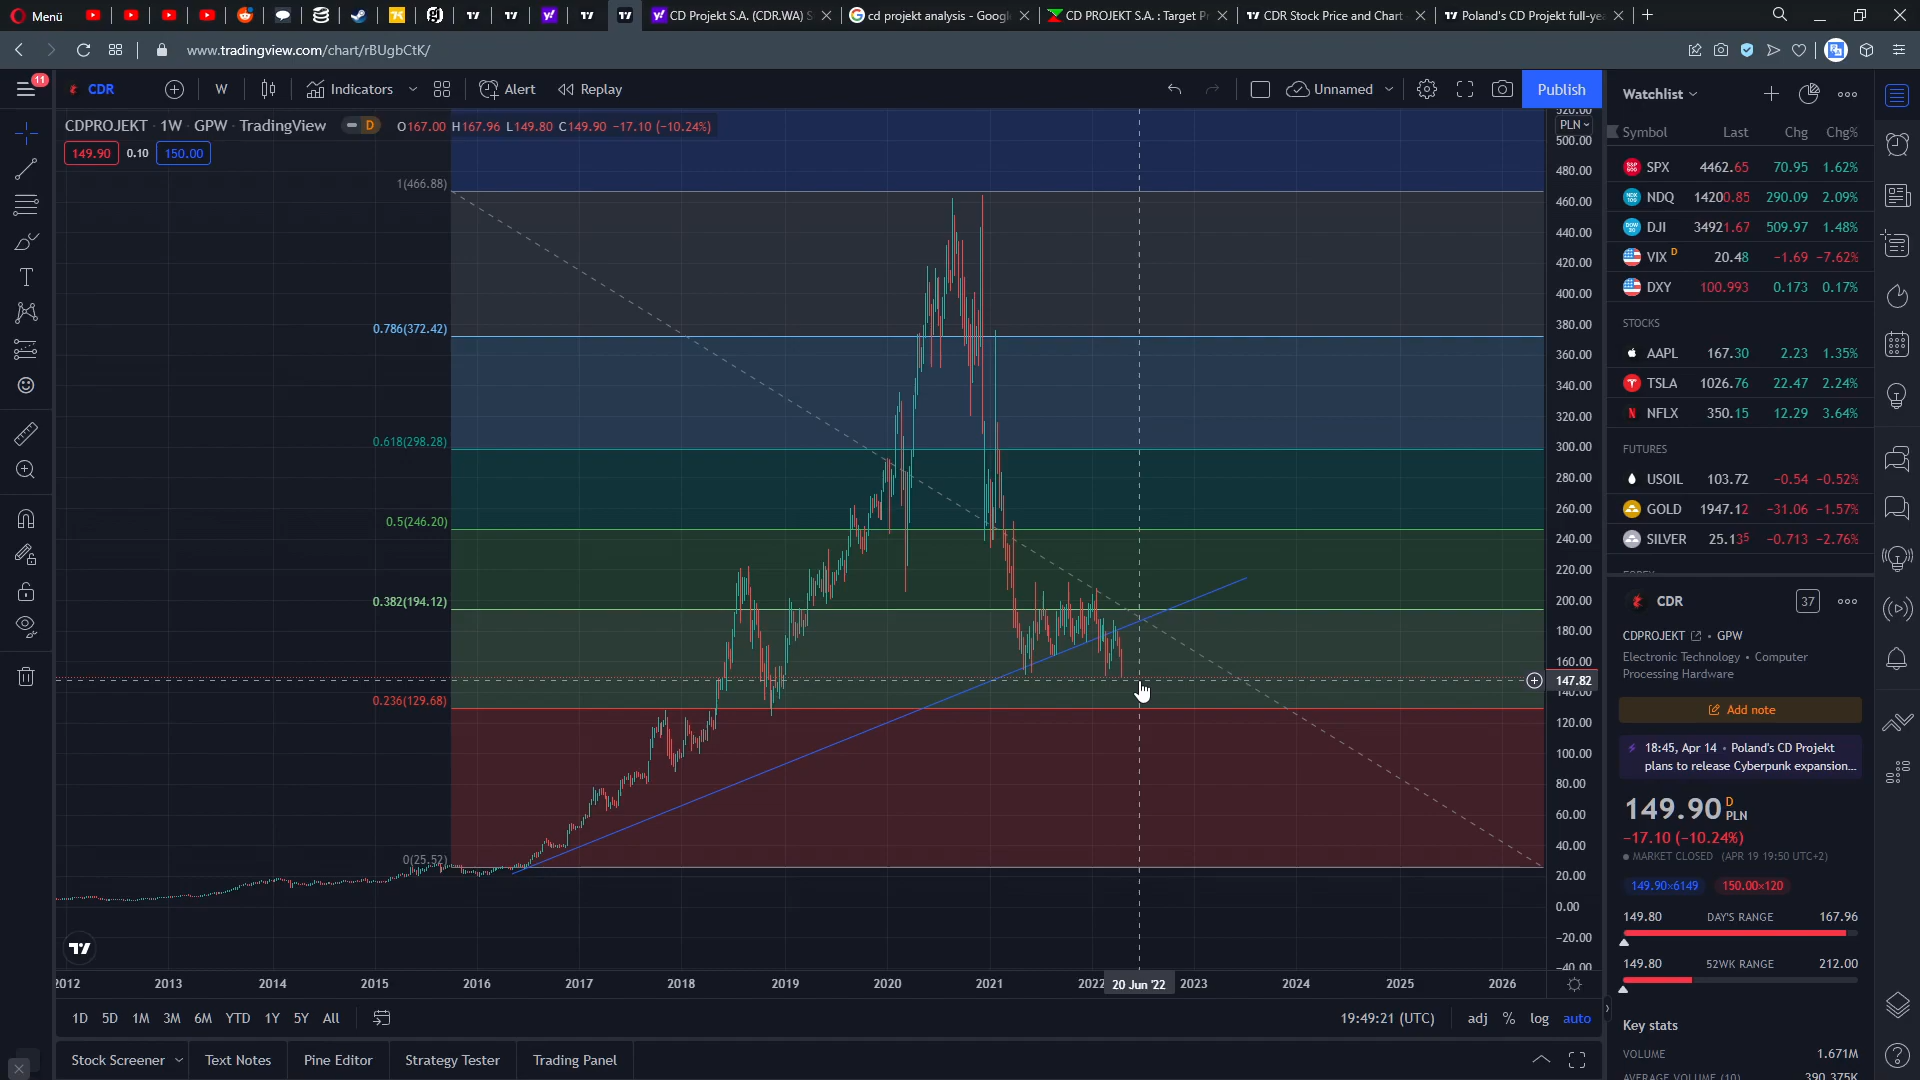 Menü
CD Projekt S.A. (CDR.WA) S
cd projekt analysis - Googl
CD PROJEKT S.A. : Target P
CDR Stock Price and Chart
Poland's CD Projekt full-ye
www.tradingview.com/chart/rBUgbCtK/
11
CDR
W
Indicators
Alert
Replay
Unnamed
Publish
CDPROJEKT · 1W · GPW · TradingView
D
O167.00 H167.96 L149.80 C149.90 −17.10 (−10.24%)
149.90
0.10
150.00
PLN
1(466.88)
0.786(372.42)
0.618(298.28)
0.5(246.20)
0.382(194.12)
0.236(129.68)
0(25.52)
520.00
500.00
480.00
460.00
440.00
420.00
400.00
380.00
360.00
340.00
320.00
300.00
280.00
260.00
240.00
220.00
200.00
180.00
160.00
147.82
140.00
120.00
100.00
80.00
60.00
40.00
20.00
0.00
−20.00
−40.00
2012
2013
2014
2015
2016
2017
2018
2019
2020
2021
2022
20 Jun '22
2023
2024
2025
2026
1D 5D 1M 3M 6M YTD 1Y 5Y All
19:49:21 (UTC)
adj % log auto
Stock Screener
Text Notes
Pine Editor
Strategy Tester
Trading Panel
Watchlist
Symbol Last Chg Chg%
SPX 4462.65 70.95 1.62%
NDQ 14200.85 290.09 2.09%
DJI 34921.67 509.97 1.48%
VIX D 20.48 −1.69 −7.62%
DXY 100.993 0.173 0.17%
STOCKS
AAPL 167.30 2.23 1.35%
TSLA 1026.76 22.47 2.24%
NFLX 350.15 12.29 3.64%
FUTURES
USOIL 103.72 −0.54 −0.52%
GOLD 1947.12 −31.06 −1.57%
SILVER 25.135 −0.713 −2.76%
CDR
37
CDPROJEKT · GPW
Electronic Technology · Computer
Processing Hardware
Add note
18:45, Apr 14 · Poland's CD Projekt
plans to release Cyberpunk expansion...
149.90 D PLN
−17.10 (−10.24%)
MARKET CLOSED (APR 19 19:50 UTC+2)
149.90×6149
150.00×120
149.80 DAY'S RANGE 167.96
149.80 52WK RANGE 212.00
Key stats
VOLUME 1.671M
AVERAGE VOLUME (10) 390.375K